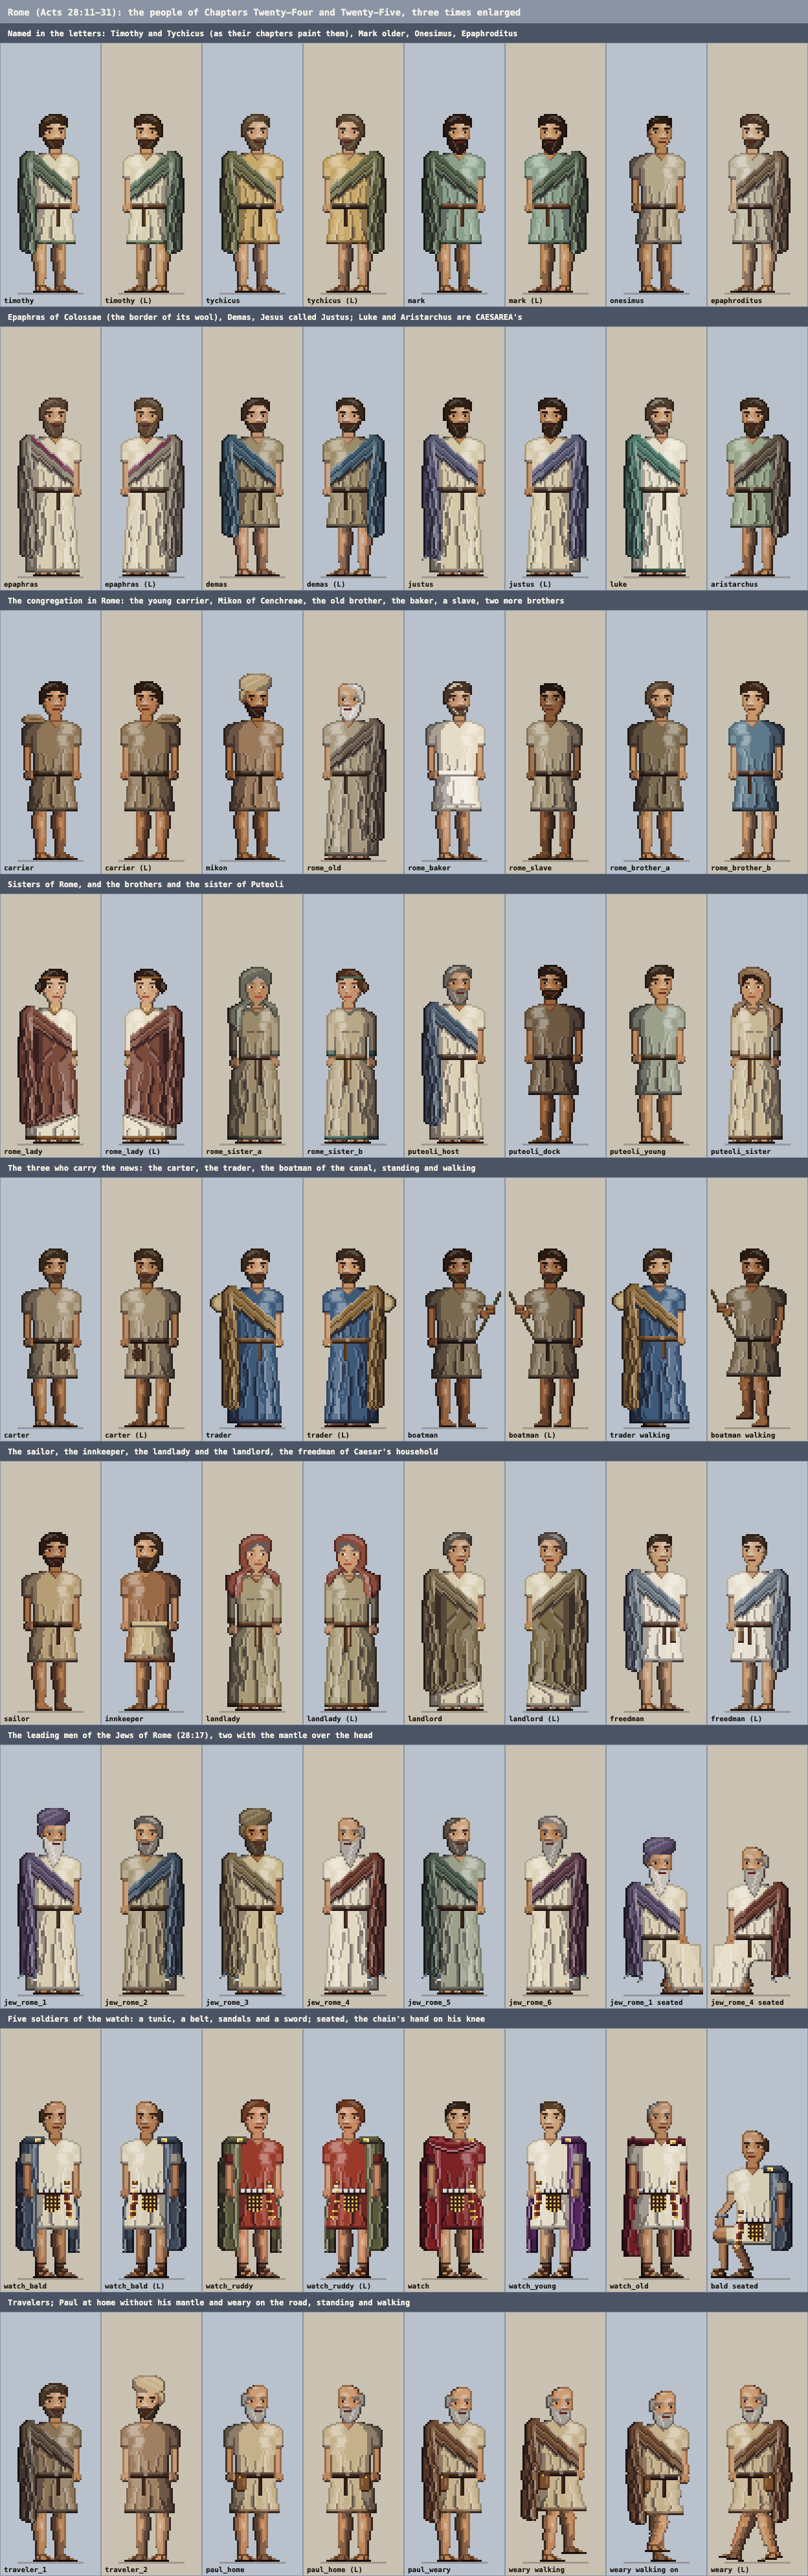 Rome (Acts 28:11–31): the people of Chapters Twenty-Four and Twenty-Five, three times enlarged
Named in the letters: Timothy and Tychicus (as their chapters paint them), Mark older, Onesimus, Epaphroditus
timothy timothy (L) tychicus tychicus (L) mark mark (L) onesimus epaphroditus
Epaphras of Colossae (the border of its wool), Demas, Jesus called Justus; Luke and Aristarchus are CAESAREA's
epaphras epaphras (L) demas demas (L) justus justus (L) luke aristarchus
The congregation in Rome: the young carrier, Mikon of Cenchreae, the old brother, the baker, a slave, two more brothers
carrier carrier (L) mikon rome_old rome_baker rome_slave rome_brother_a rome_brother_b
Sisters of Rome, and the brothers and the sister of Puteoli
rome_lady rome_lady (L) rome_sister_a rome_sister_b puteoli_host puteoli_dock puteoli_young puteoli_sister
The three who carry the news: the carter, the trader, the boatman of the canal, standing and walking
carter carter (L) trader trader (L) boatman boatman (L) trader walking boatman walking
The sailor, the innkeeper, the landlady and the landlord, the freedman of Caesar's household
sailor innkeeper landlady landlady (L) landlord landlord (L) freedman freedman (L)
The leading men of the Jews of Rome (28:17), two with the mantle over the head
jew_rome_1 jew_rome_2 jew_rome_3 jew_rome_4 jew_rome_5 jew_rome_6 jew_rome_1 seated jew_rome_4 seated
Five soldiers of the watch: a tunic, a belt, sandals and a sword; seated, the chain's hand on his knee
watch_bald watch_bald (L) watch_ruddy watch_ruddy (L) watch watch_young watch_old bald seated
Travelers; Paul at home without his mantle and weary on the road, standing and walking
traveler_1 traveler_2 paul_home paul_home (L) paul_weary weary walking weary walking on weary (L)